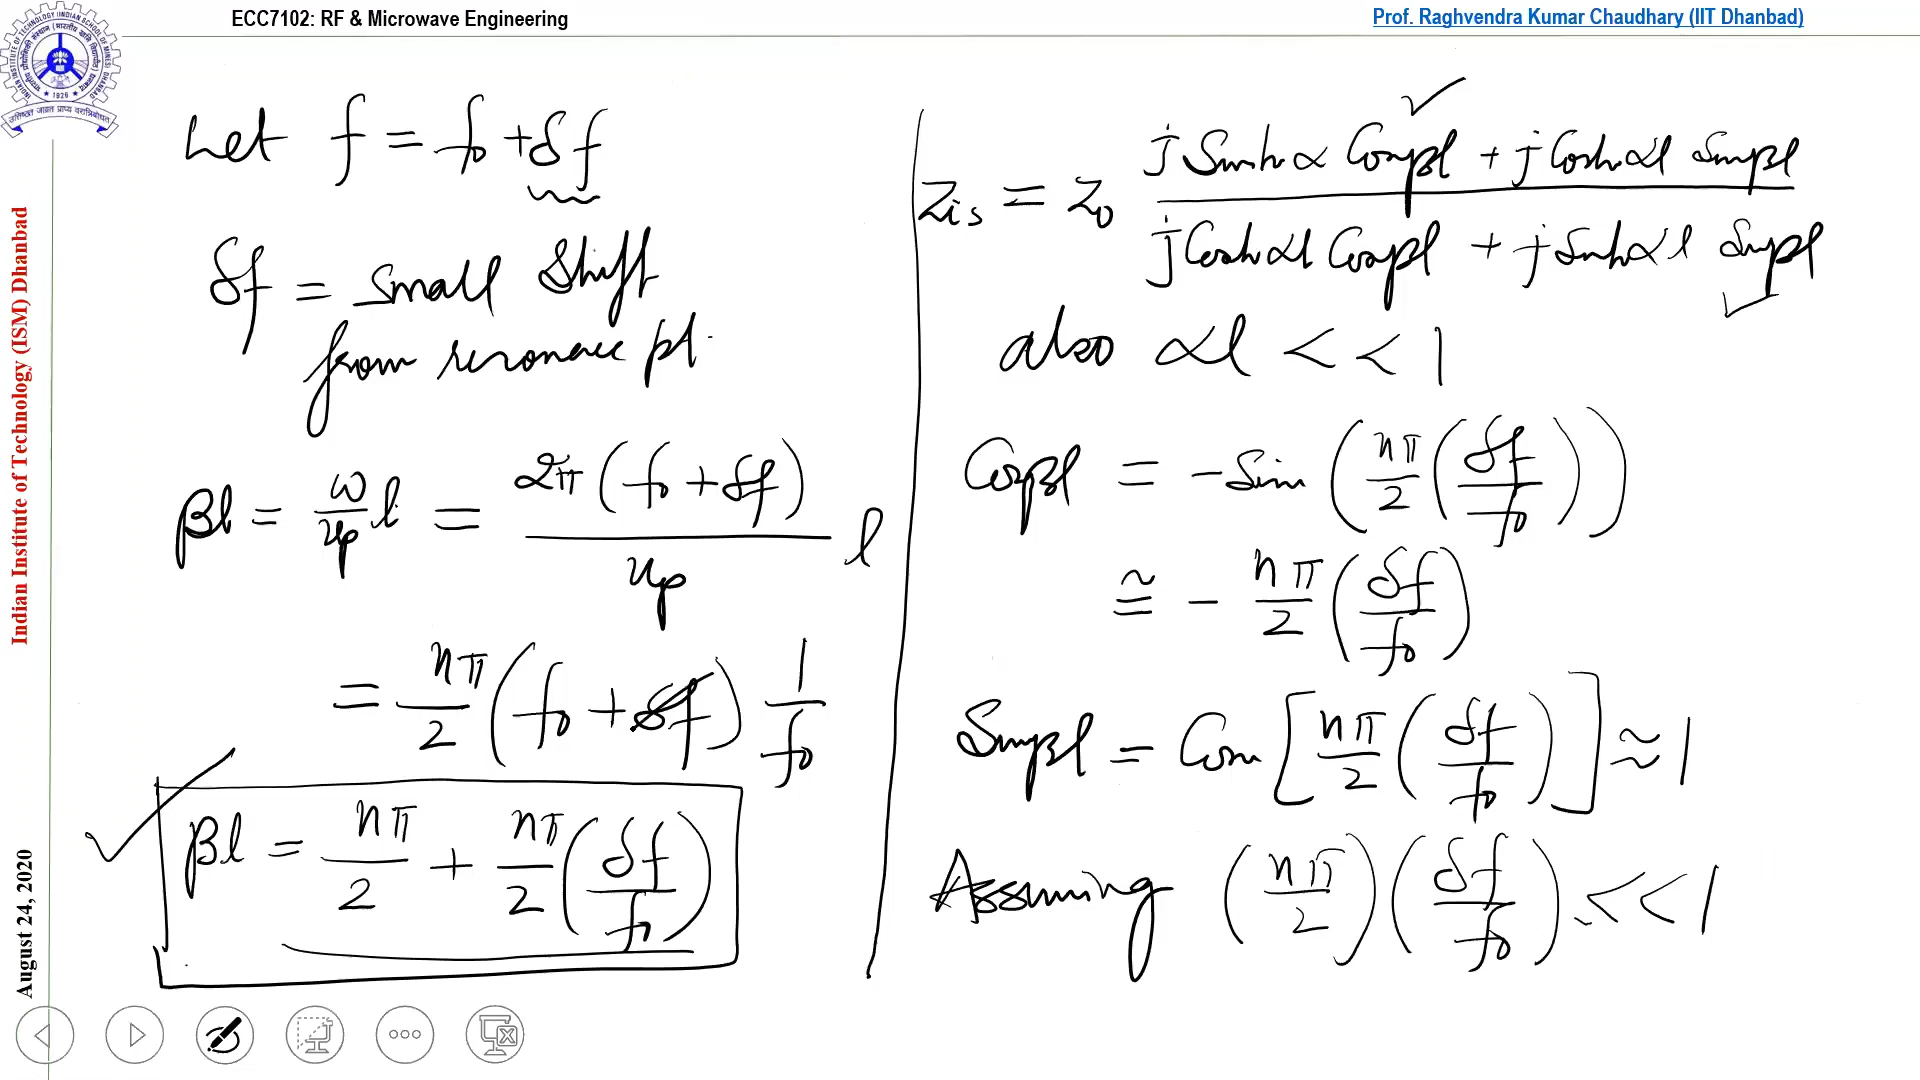 ECC7102: RF & Microwave Engineering
Prof. Raghvendra Kumar Chaudhary (IIT Dhanbad)
Indian Institute of Technology (ISM) Dhanbad
August 24, 2020
1926
Let f = f₀ + δf
δf = Small Shift
from resonance pt.
βl = ω/υp l = 2π(f₀ + δf)/υp l
= nπ/2 (f₀ + δf) 1/f₀
βl = nπ/2 + nπ/2 (δf/f₀)
Zis = Z₀ (j Sinh α Cosβl + j Coshαl Sinβl)/(j Coshαl Cosβl + j Sinhαl Sinβl)
also αl << 1
Cosβl = - Sin (nπ/2 (δf/f₀))
≅ - nπ/2 (δf/f₀)
Sinβl = Cos [nπ/2 (δf/f₀)] ≈ 1
Assuming (nπ/2)(δf/f₀) << 1